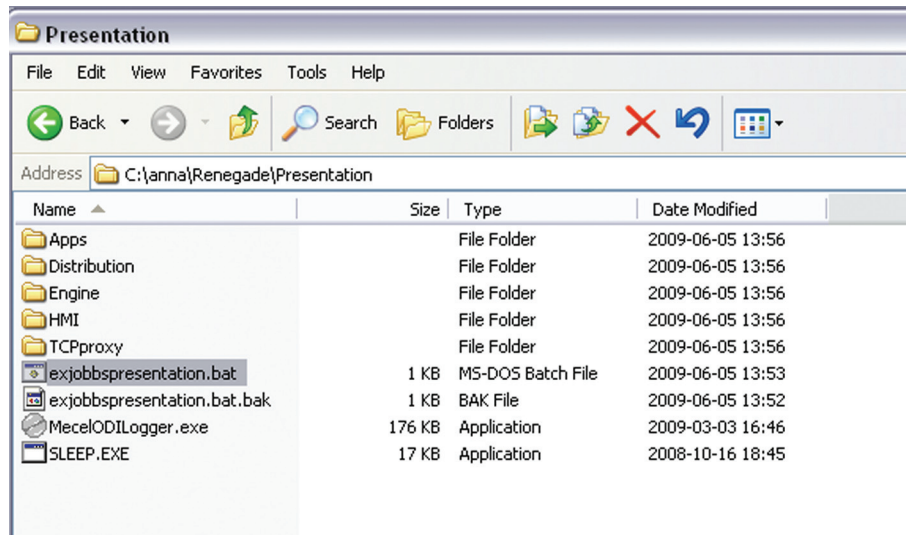 Presentation
File Edit View Favorites Tools Help
Back Search Folders
Address C:\anna\Renegade\Presentation
Name Size Type Date Modified
Apps File Folder 2009-06-05 13:56
Distribution File Folder 2009-06-05 13:56
Engine File Folder 2009-06-05 13:56
HMI File Folder 2009-06-05 13:56
TCPproxy File Folder 2009-06-05 13:56
exjobbspresentation.bat 1 KB MS-DOS Batch File 2009-06-05 13:53
exjobbspresentation.bat.bak 1 KB BAK File 2009-06-05 13:52
MecelODILogger.exe 176 KB Application 2009-03-03 16:46
SLEEP.EXE 17 KB Application 2008-10-16 18:45